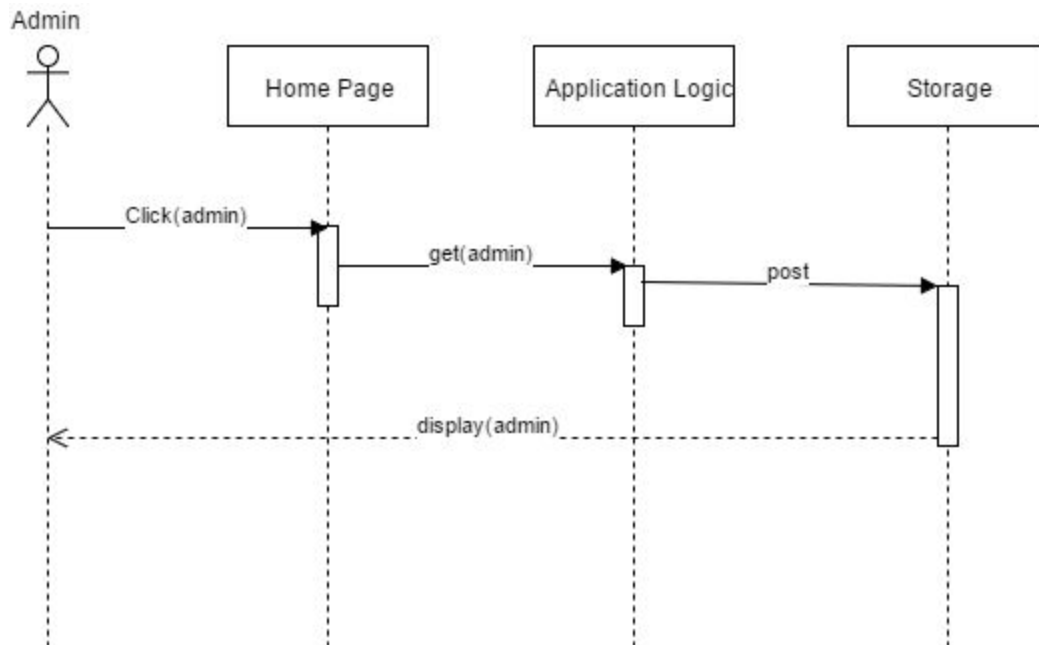 Admin
Home Page
Application Logic
Storage
Click(admin)
get(admin)
post
display(admin)